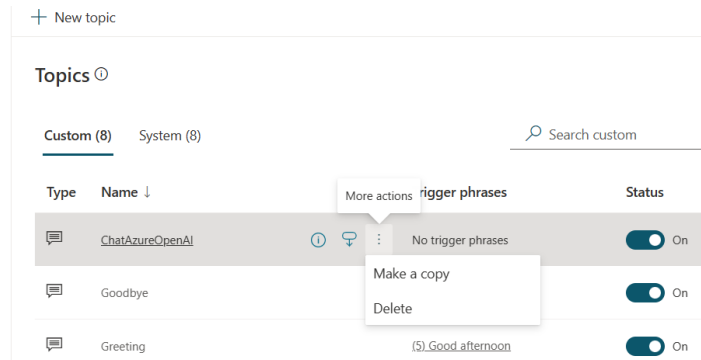 New topic
Topics
Custom (8) System (8) Search custom
Type Name ↓ rigger phrases Status
More actions
ChatAzureOpenAI No trigger phrases On
Make a copy
Goodbye On
Delete
Greeting (5) Good afternoon On